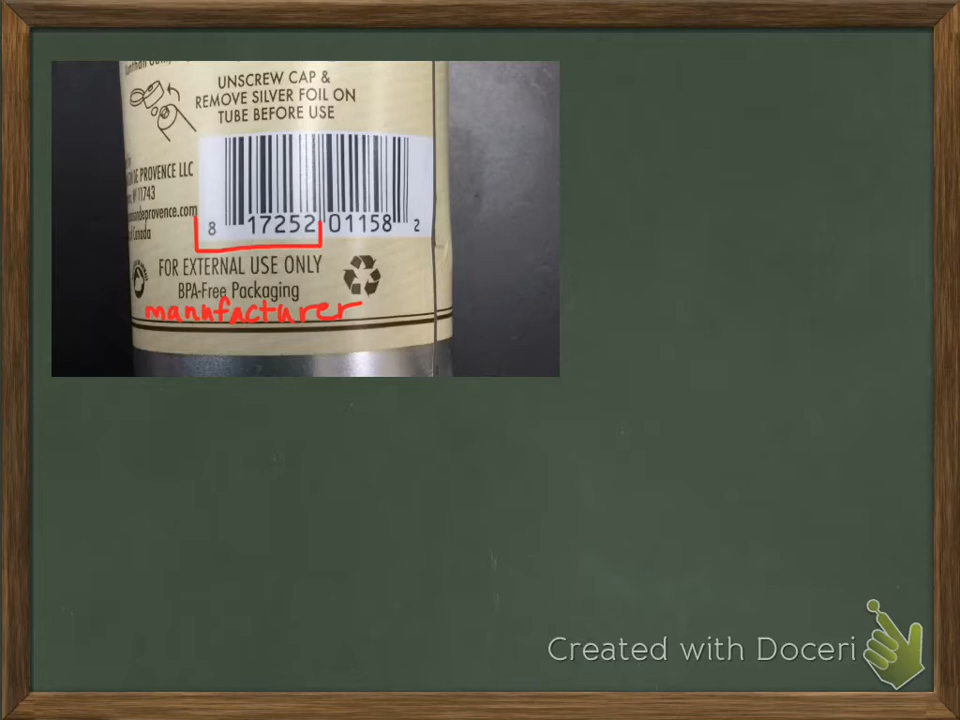 UNSCREW CAP &
REMOVE SILVER FOIL ON
TUBE BEFORE USE
DE PROVENCE LLC
11743
deprovence.com
Canada
8 17252 01158 2
FOR EXTERNAL USE ONLY
BPA-Free Packaging
manufacturer
Created with Doceri